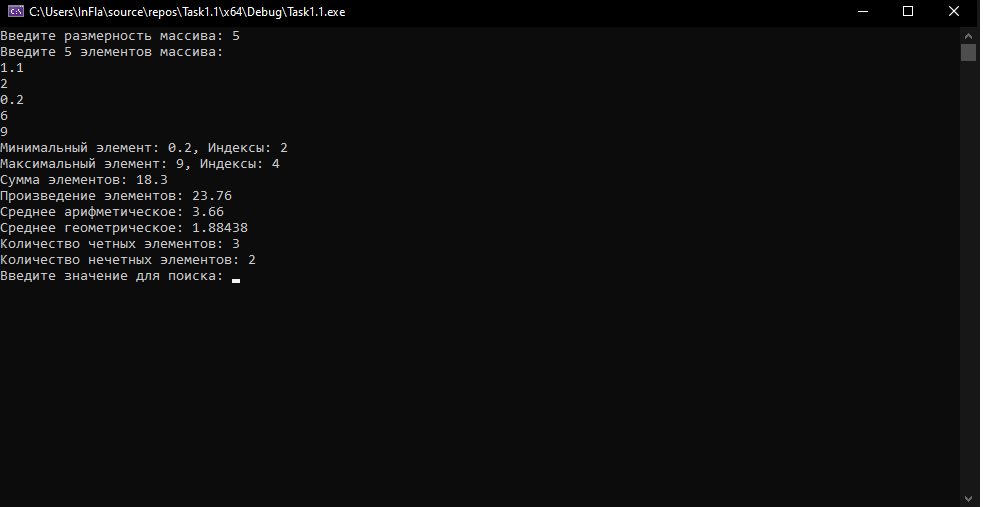 C:\Users\InFla\source\repos\Task1.1\x64\Debug\Task1.1.exe
Введите размерность массива: 5
Введите 5 элементов массива:
1.1
2
0.2
6
9
Минимальный элемент: 0.2, Индексы: 2
Максимальный элемент: 9, Индексы: 4
Сумма элементов: 18.3
Произведение элементов: 23.76
Среднее арифметическое: 3.66
Среднее геометрическое: 1.88438
Количество четных элементов: 3
Количество нечетных элементов: 2
Введите значение для поиска: